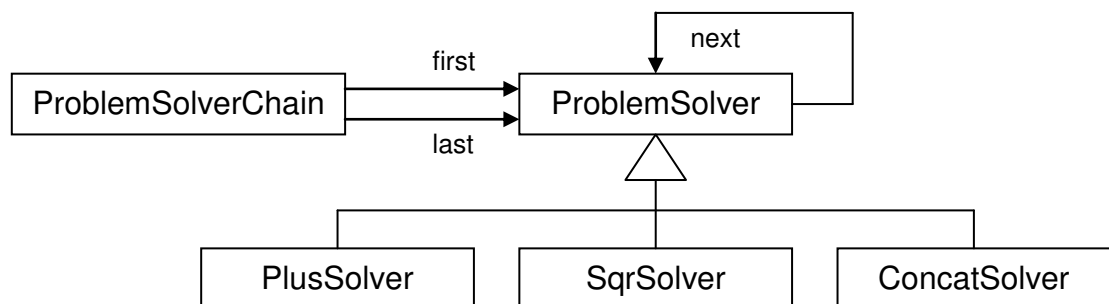 next
first
ProblemSolverChain
ProblemSolver
last
PlusSolver
SqrSolver
ConcatSolver